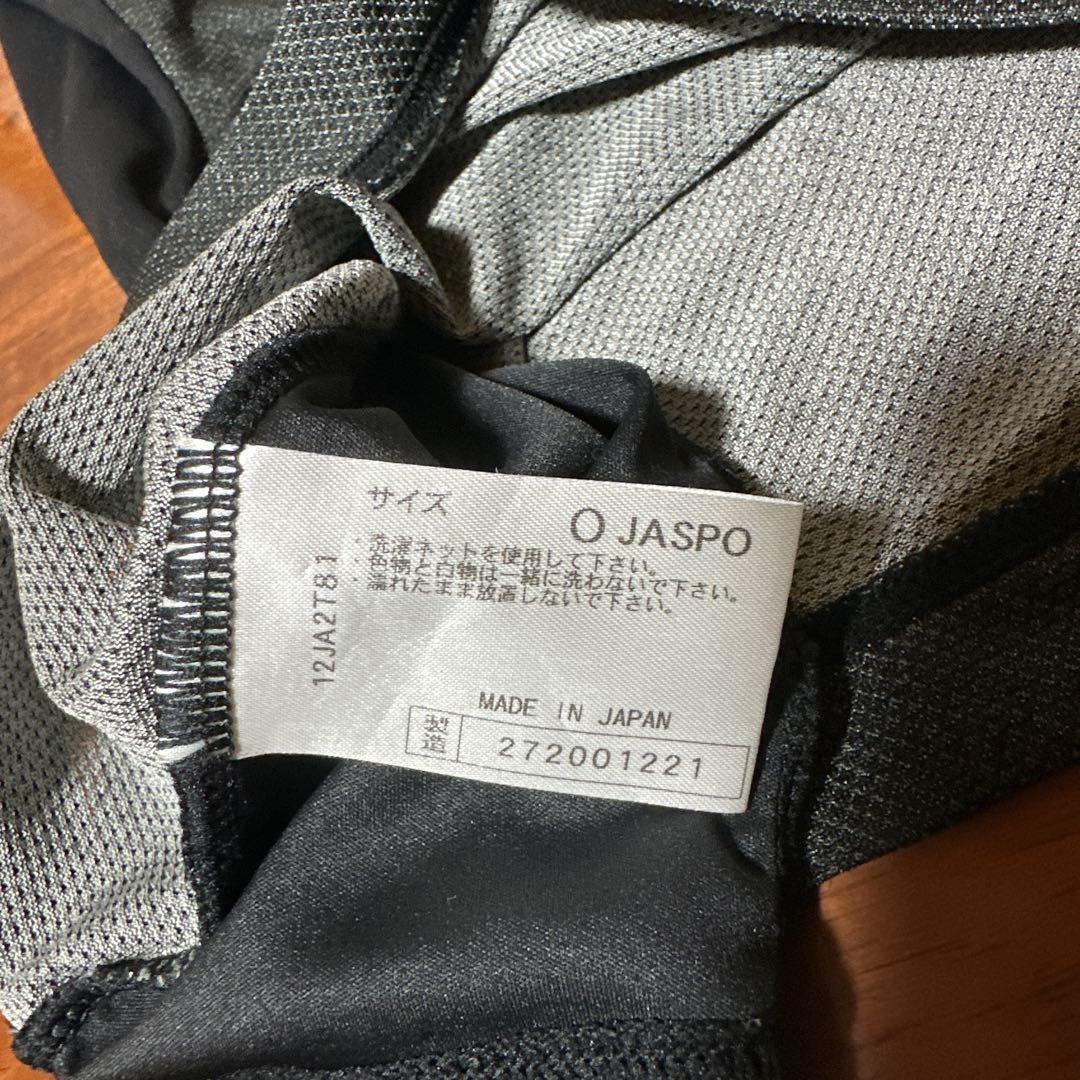 サイズ
O JASPO
・洗濯ネットを使用して下さい。
・色物と白物は一緒に洗わないで下さい。
・濡れたまま放置しないで下さい。
12JA2T81
MADE IN JAPAN
製造 272001221